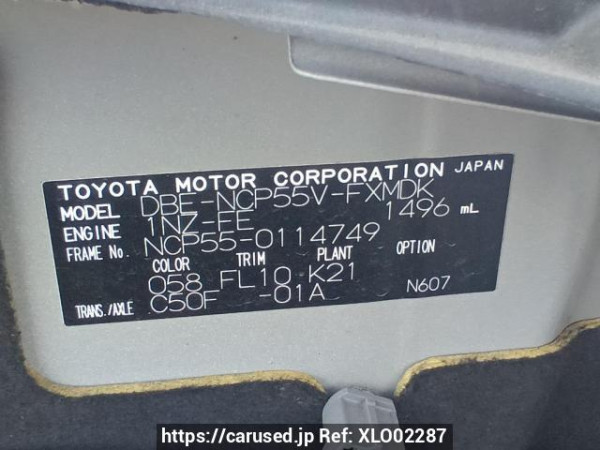 TOYOTA MOTOR CORPORATION JAPAN
MODEL DBE-NCP55V-FXMDK
ENGINE 1NZ-FE 1496 mL
FRAME No. NCP55-0114749
COLOR TRIM PLANT OPTION
058 FL10 K21
TRANS./AXLE C50F -01A N607
https://carused.jp Ref: XLO02287